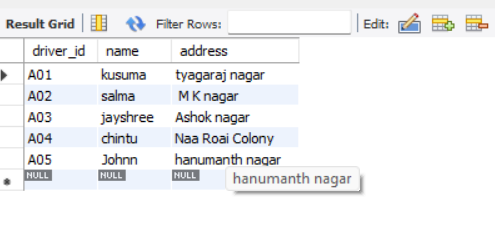 Result Grid Filter Rows: Edit:
driver_id name address
A01 kusuma tyagaraj nagar
A02 salma M K nagar
A03 jayshree Ashok nagar
A04 chintu Naa Roai Colony
A05 Johnn hanumanth nagar
NULL NULL NULL
hanumanth nagar